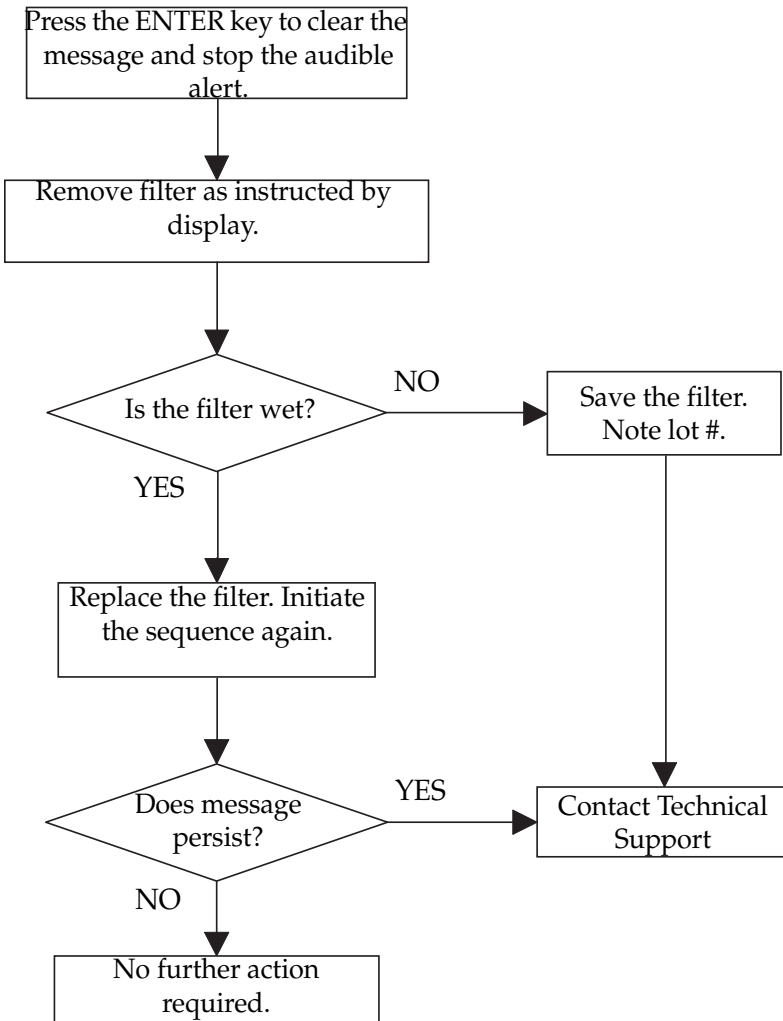 Press the ENTER key to clear the
message and stop the audible
alert.
Remove filter as instructed by
display.
Is the filter wet?
NO
Save the filter.
Note lot #.
YES
Replace the filter. Initiate
the sequence again.
Does message
persist?
YES
Contact Technical
Support
NO
No further action
required.